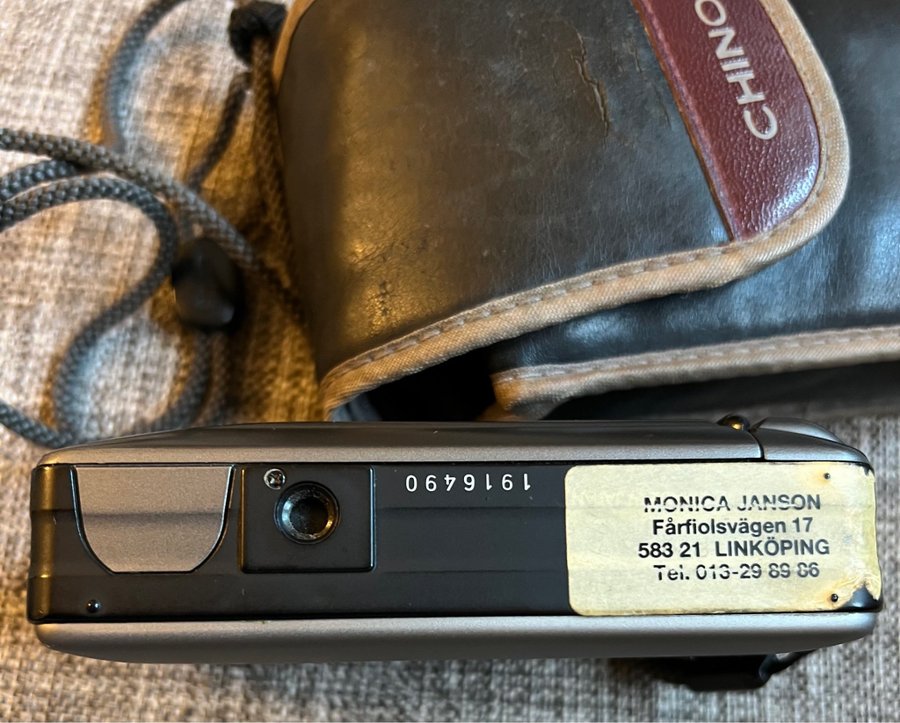 CHINO
1916490
MONICA JANSON
Fårfiolsvägen 17
583 21 LINKÖPING
Tel. 013-29 89 86